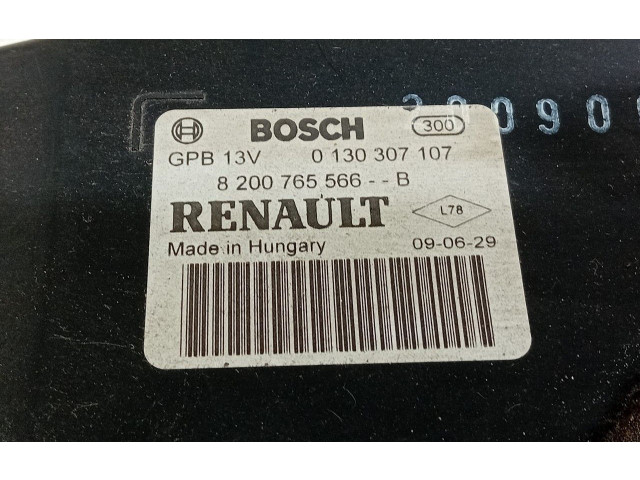 BOSCH 300
GPB 13V 0 130 307 107
8 200 765 566 - - B
RENAULT L78
Made in Hungary 09-06-29